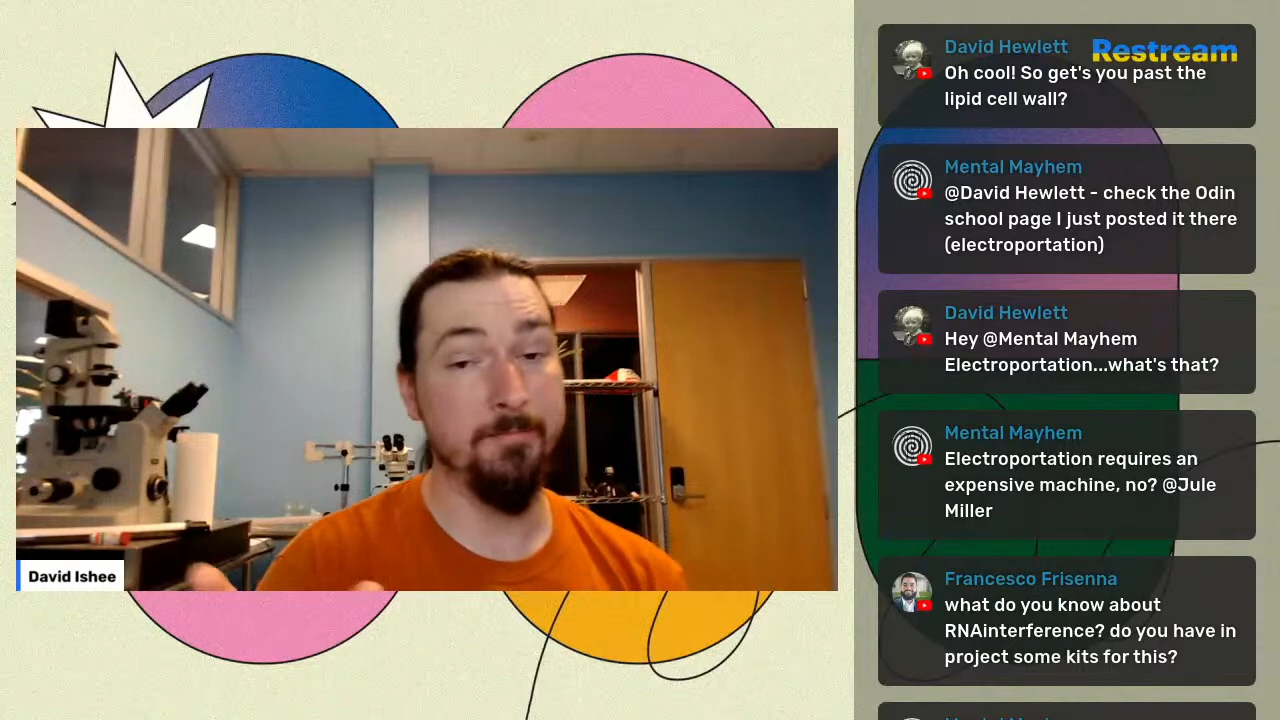 David Ishee
Restream
David Hewlett
Oh cool! So get's you past the
lipid cell wall?
Mental Mayhem
@David Hewlett - check the Odin
school page I just posted it there
(electroportation)
David Hewlett
Hey @Mental Mayhem
Electroportation...what's that?
Mental Mayhem
Electroportation requires an
expensive machine, no? @Jule
Miller
Francesco Frisenna
what do you know about
RNAinterference? do you have in
project some kits for this?